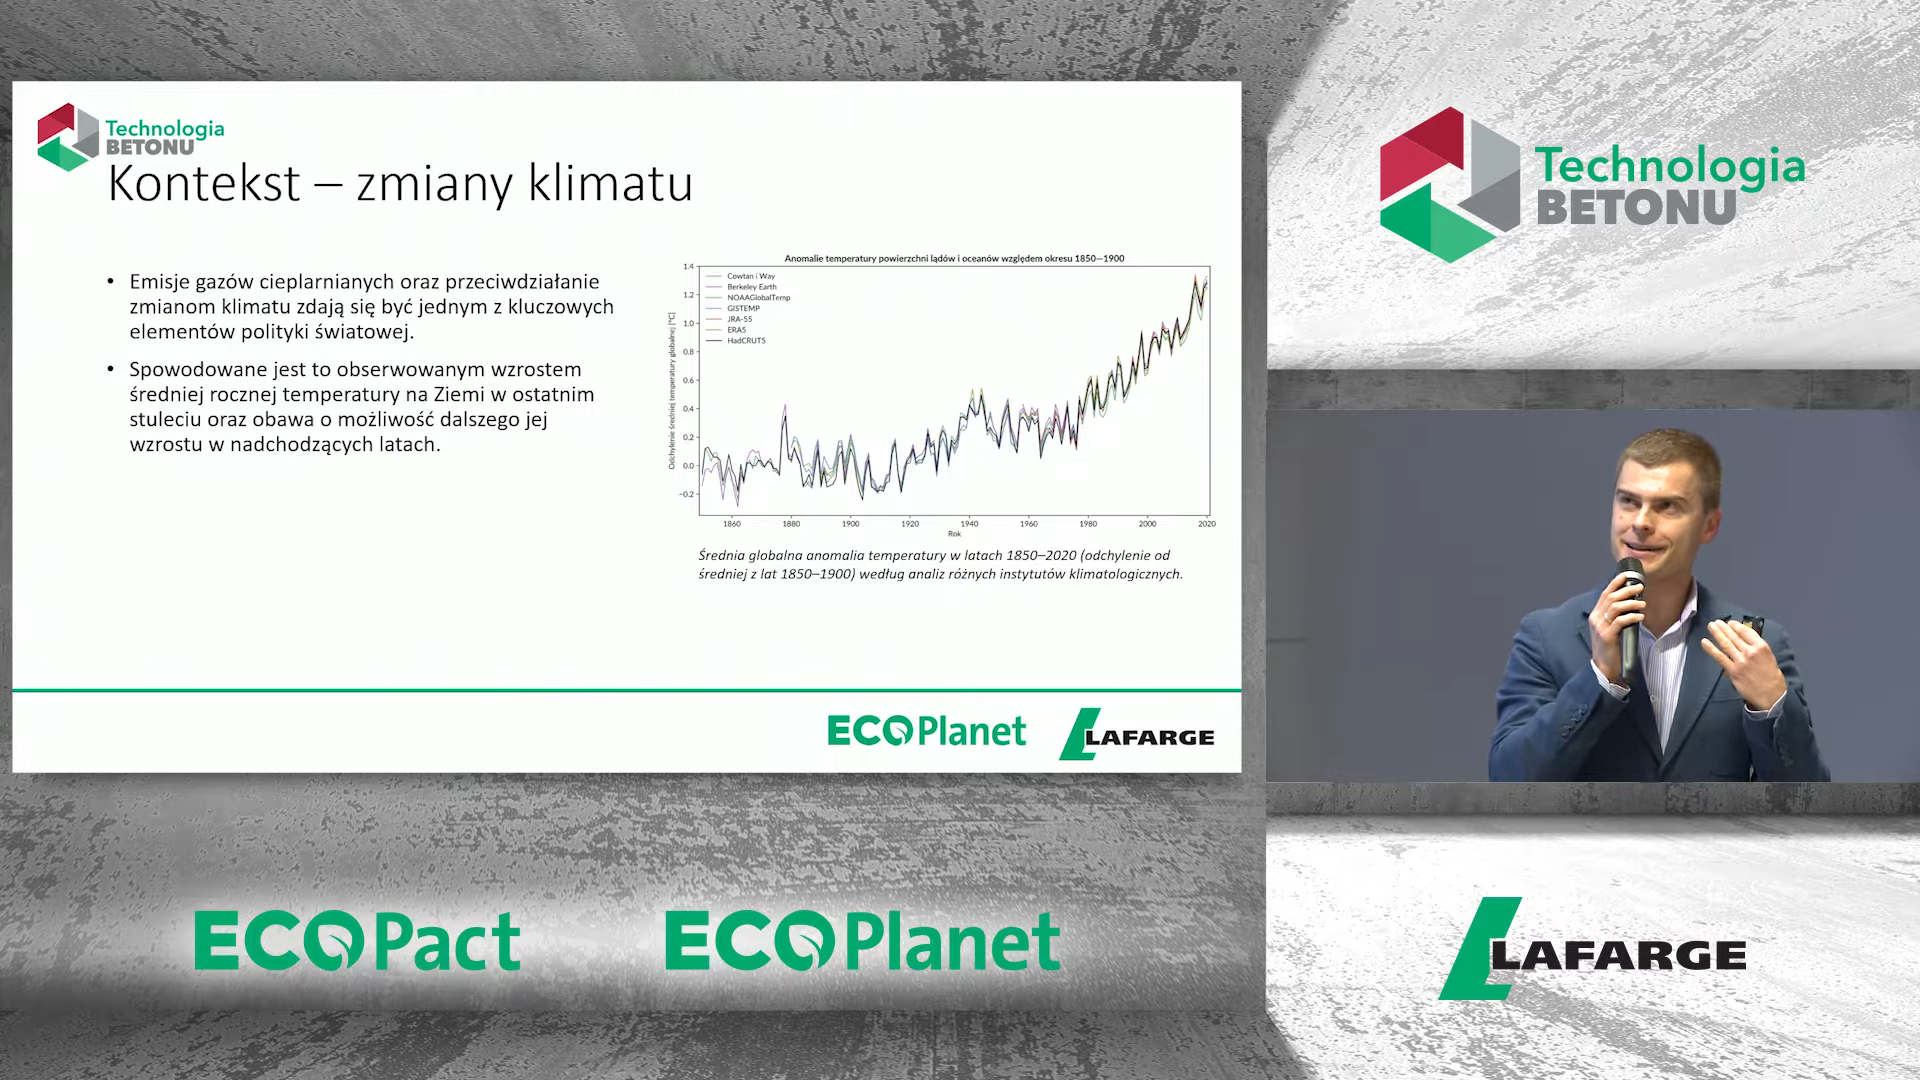 Technologia
BETONU
Kontekst – zmiany klimatu
• Emisje gazów cieplarnianych oraz przeciwdziałanie
zmianom klimatu zdają się być jednym z kluczowych
elementów polityki światowej.
• Spowodowane jest to obserwowanym wzrostem
średniej rocznej temperatury na Ziemi w ostatnim
stuleciu oraz obawa o możliwość dalszego jej
wzrostu w nadchodzących latach.
Anomalie temperatury powierzchni lądów i oceanów względem okresu 1850—1900
Odchylenie średniej temperatury globalnej [°C]
1.4
1.2
1.0
0.8
0.6
0.4
0.2
0.0
−0.2
Cowtan i Way
Berkeley Earth
NOAAGlobalTemp
GISTEMP
JRA-55
ERA5
HadCRUT5
1860 1880 1900 1920 1940 1960 1980 2000 2020
Rok
Średnia globalna anomalia temperatury w latach 1850–2020 (odchylenie od
średniej z lat 1850–1900) według analiz różnych instytutów klimatologicznych.
ECOPlanet
LAFARGE
Technologia
BETONU
ECOPact
ECOPlanet
LAFARGE